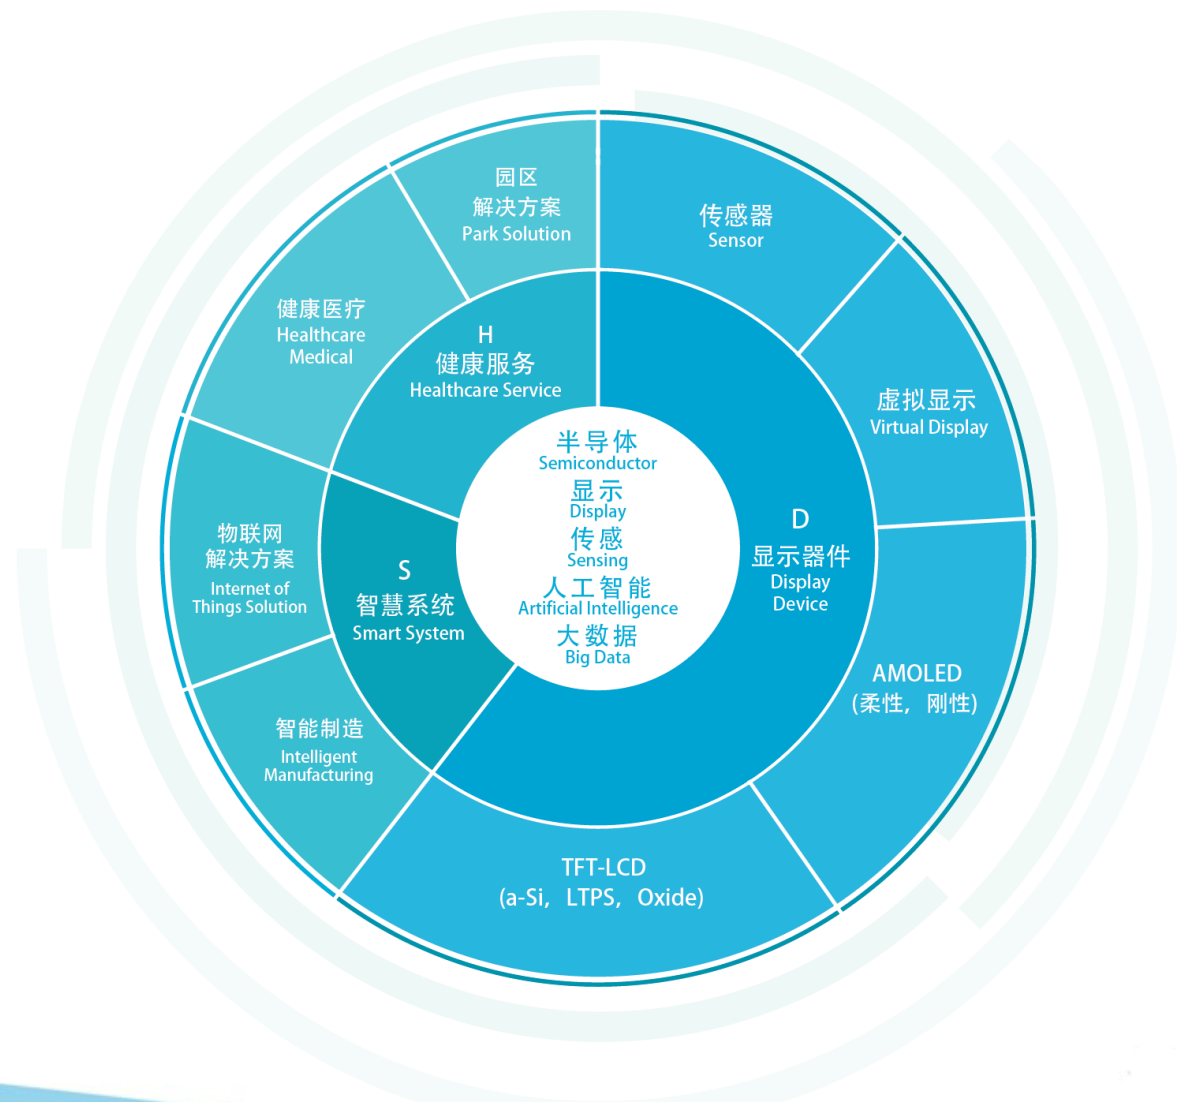 园区
解决方案
Park Solution
传感器
Sensor
健康医疗
Healthcare
Medical
H
健康服务
Healthcare Service
虚拟显示
Virtual Display
半导体
Semiconductor
显示
Display
传感
Sensing
人工智能
Artificial Intelligence
大数据
Big Data
D
显示器件
Display
Device
物联网
解决方案
Internet of
Things Solution
S
智慧系统
Smart System
AMOLED
(柔性，刚性)
智能制造
Intelligent
Manufacturing
TFT-LCD
(a-Si，LTPS，Oxide)